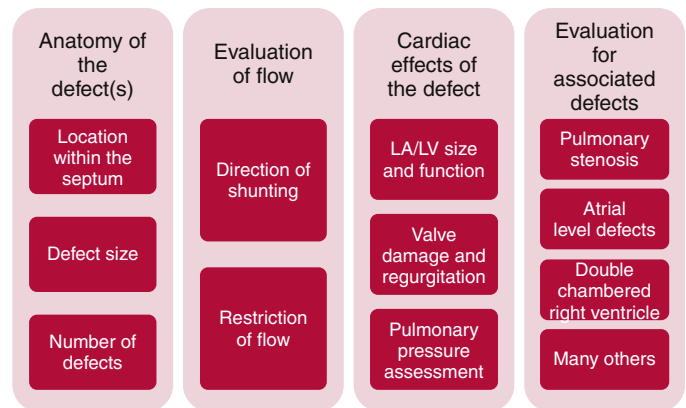 Anatomy of
the
defect(s)
Location
within the
septum
Defect size
Number of
defects
Evaluation
of flow
Direction of
shunting
Restriction
of flow
Cardiac
effects of
the defect
LA/LV size
and function
Valve
damage and
regurgitation
Pulmonary
pressure
assessment
Evaluation
for
associated
defects
Pulmonary
stenosis
Atrial
level defects
Double
chambered
right ventricle
Many others